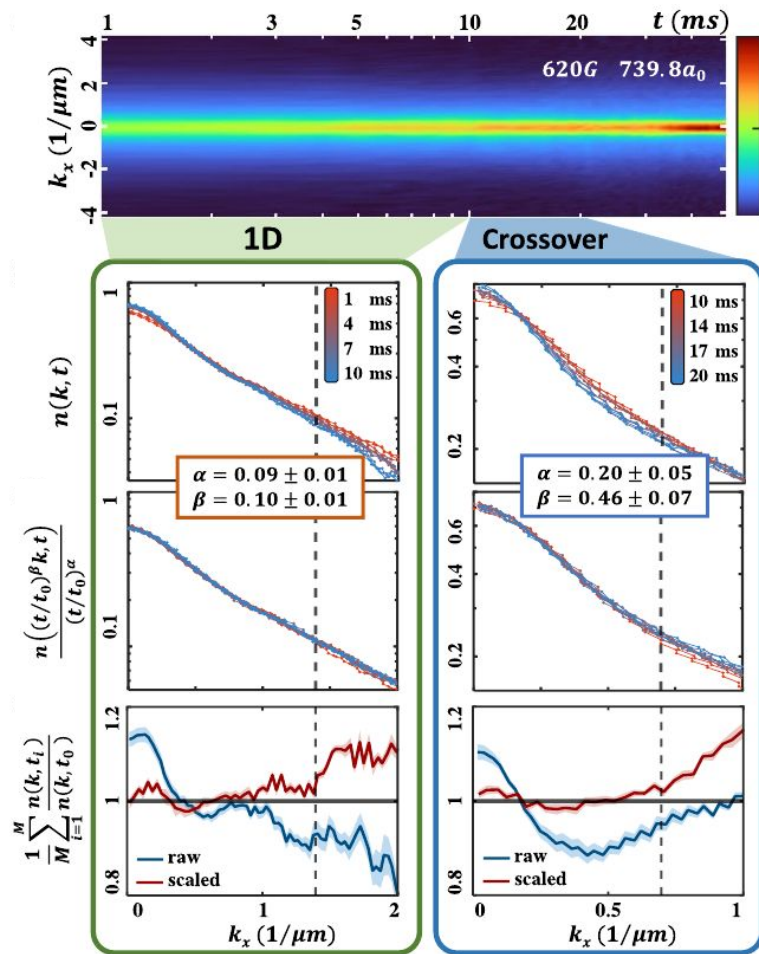 1 3 5 10 20 t (ms)
620G 739.8a₀
k_x (1/μm)
4
2
0
-2
-4
1D
Crossover
n(k, t)
1
0.1
1 ms
4 ms
7 ms
10 ms
0.6
0.4
0.2
10 ms
14 ms
17 ms
20 ms
α = 0.09 ± 0.01
β = 0.10 ± 0.01
α = 0.20 ± 0.05
β = 0.46 ± 0.07
n((t/t₀)^β k, t) / (t/t₀)^α
1
0.1
0.6
0.4
0.2
1/M ∑_{i=1}^{M} n(k, t_i)/n(k, t₀)
1.2
1
0.8
raw
scaled
0 1 2
k_x (1/μm)
1.2
1
0.8
raw
scaled
0 0.5 1
k_x (1/μm)